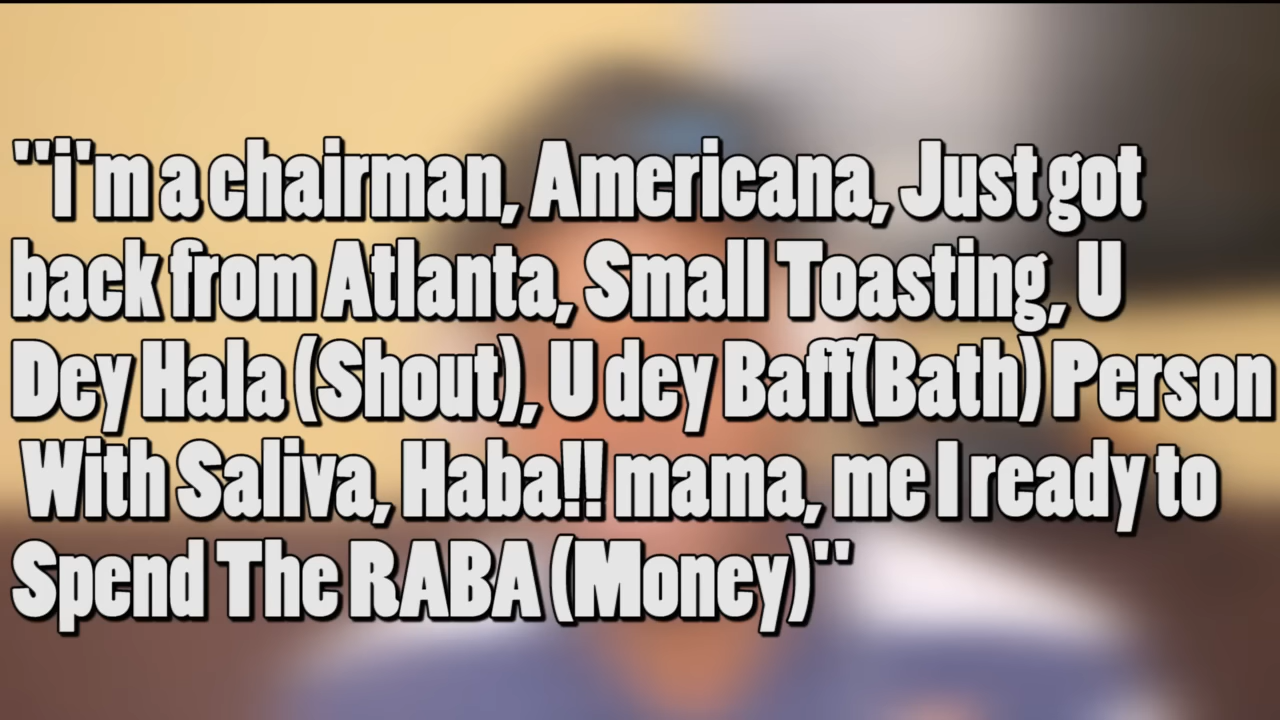 "i'm a chairman, Americana, Just got
back from Atlanta, Small Toasting, U
Dey Hala (Shout), U dey Baff(Bath) Person
With Saliva, Haba!! mama, me I ready to
Spend The RABA (Money)"